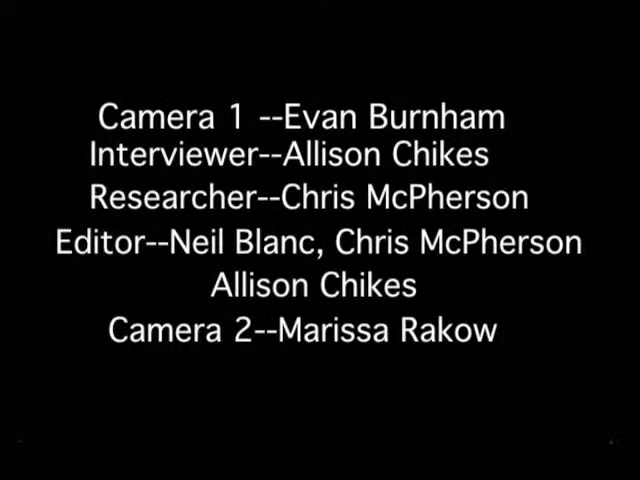 Camera 1 --Evan Burnham
Interviewer--Allison Chikes
Researcher--Chris McPherson
Editor--Neil Blanc, Chris McPherson
Allison Chikes
Camera 2--Marissa Rakow